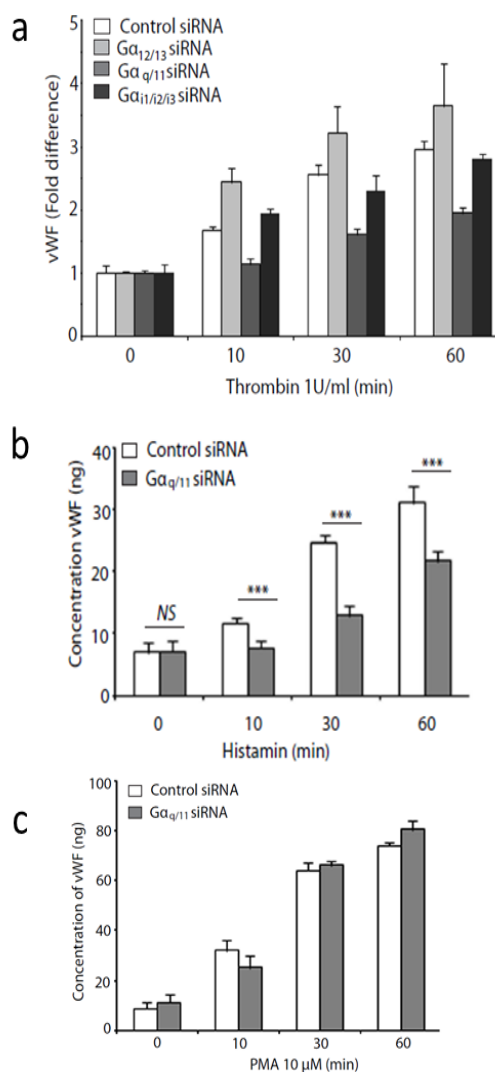 a
Control siRNA
Gα12/13 siRNA
Gα q/11 siRNA
Gαi1/i2/i3 siRNA
vWF (Fold difference)
5
4
3
2
1
0
0 10 30 60
Thrombin 1U/ml (min)
b
Control siRNA
Gαq/11 siRNA
Concentration vWF (ng)
40
30
20
10
0
NS
***
***
***
0 10 30 60
Histamin (min)
c
Control siRNA
Gαq/11 siRNA
Concentration of vWF (ng)
100
80
60
40
20
0
0 10 30 60
PMA 10 µM (min)